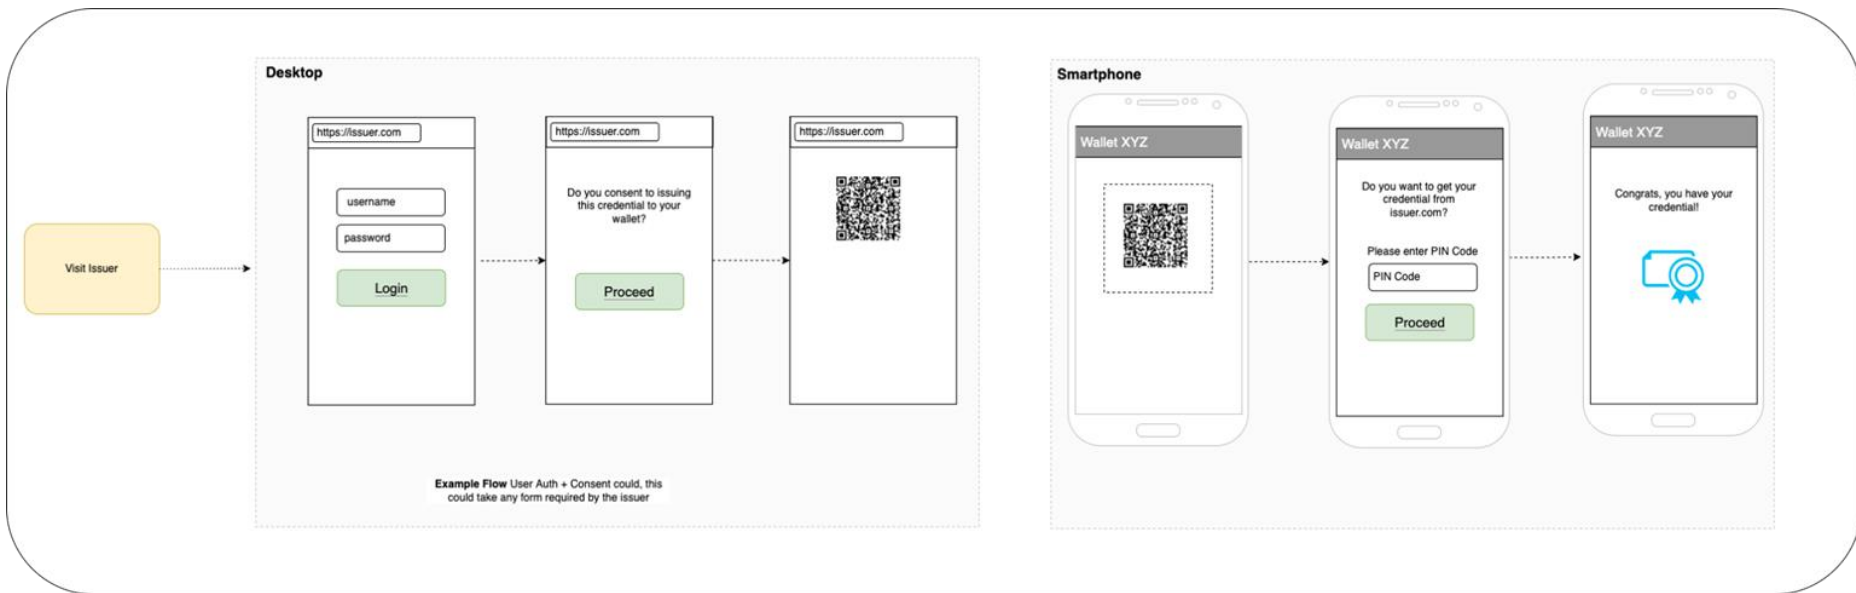 Visit Issuer
Desktop
https://issuer.com
username
password
Login
https://issuer.com
Do you consent to issuing
this credential to your
wallet?
Proceed
https://issuer.com
Example Flow User Auth + Consent could, this
could take any form required by the issuer
Smartphone
Wallet XYZ
Wallet XYZ
Do you want to get your
credential from
issuer.com?
Please enter PIN Code
PIN Code
Proceed
Wallet XYZ
Congrats, you have your
credential!